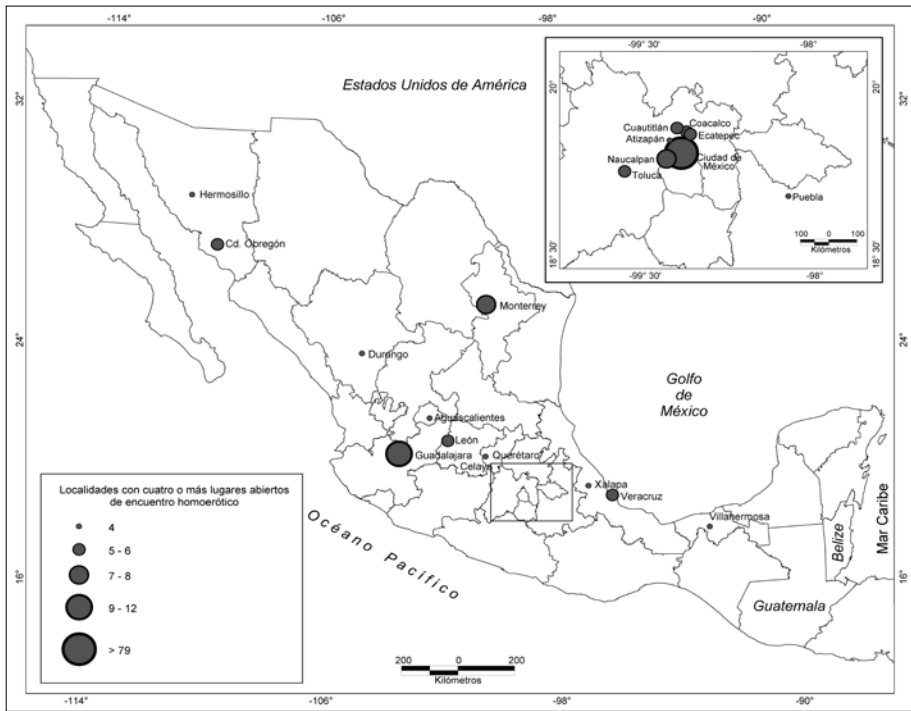 -114°
-106°
-98°
-90°
32°
24°
16°
32°
24°
16°
-114°
-106°
-98°
-90°
Estados Unidos de América
-99° 30'
-98°
20°
20°
18° 30'
18° 30'
-99° 30'
-98°
Cuautitlán
Coacalco
Atizapán
Ecatepec
Naucalpan
Ciudad de
México
Toluca
Puebla
100 0 100
Kilómetros
Hermosillo
Cd. Obregón
Monterrey
Durango
Golfo
de
México
Aguascalientes
León
Guadalajara
Querétaro
Celaya
Xalapa
Veracruz
Villahermosa
Mar Caribe
Belize
Guatemala
Océano Pacífico
Localidades con cuatro o más lugares abiertos
de encuentro homoerótico
4
5 - 6
7 - 8
9 - 12
> 79
200 0 200
Kilómetros